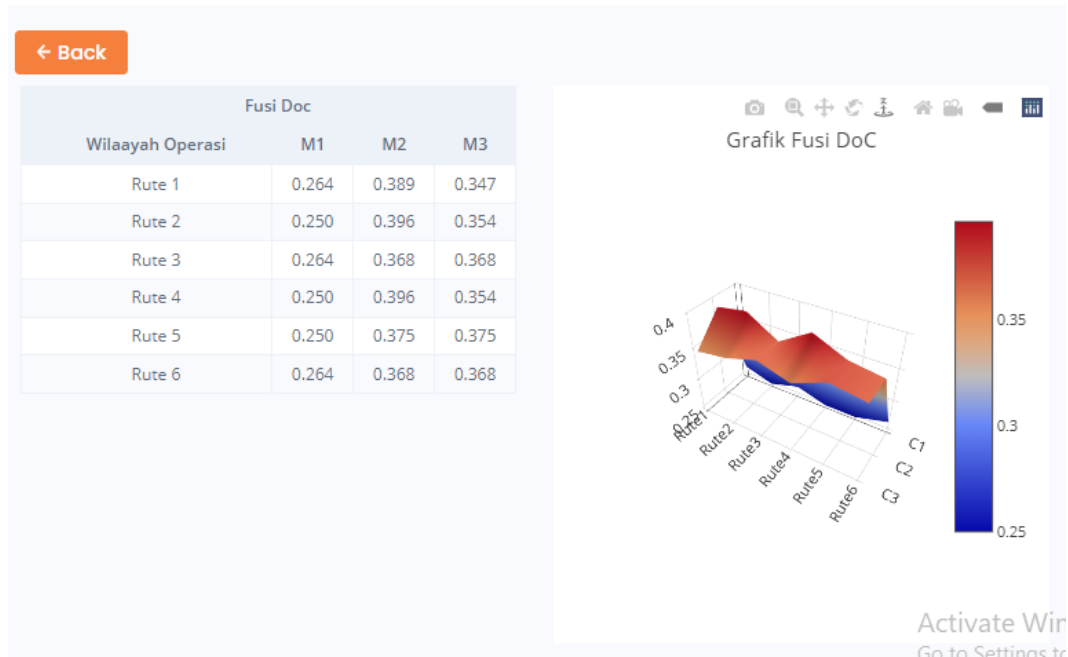 ← Back
Fusi Doc
Wilaayah Operasi M1 M2 M3
Rute 1 0.264 0.389 0.347
Rute 2 0.250 0.396 0.354
Rute 3 0.264 0.368 0.368
Rute 4 0.250 0.396 0.354
Rute 5 0.250 0.375 0.375
Rute 6 0.264 0.368 0.368
Grafik Fusi DoC
0.4
0.35
0.3
0.25
Rute1
Rute2
Rute3
Rute4
Rute5
Rute6
C1
C2
C3
0.35
0.3
0.25
Activate Win
Go to Settings to